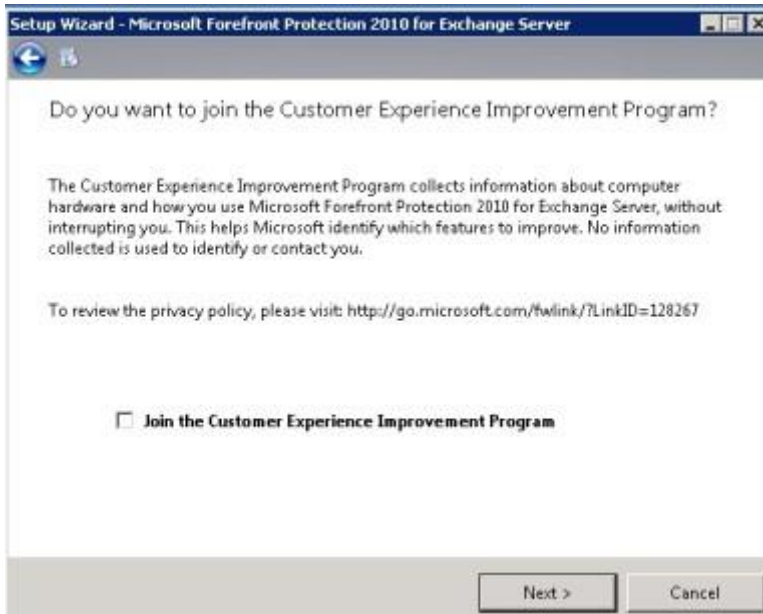 Setup Wizard - Microsoft Forefront Protection 2010 for Exchange Server
Do you want to join the Customer Experience Improvement Program?
The Customer Experience Improvement Program collects information about computer
hardware and how you use Microsoft Forefront Protection 2010 for Exchange Server, without
interrupting you. This helps Microsoft identify which features to improve. No information
collected is used to identify or contact you.
To review the privacy policy, please visit: http://go.microsoft.com/fwlink/?LinkID=128267
Join the Customer Experience Improvement Program
Next > Cancel